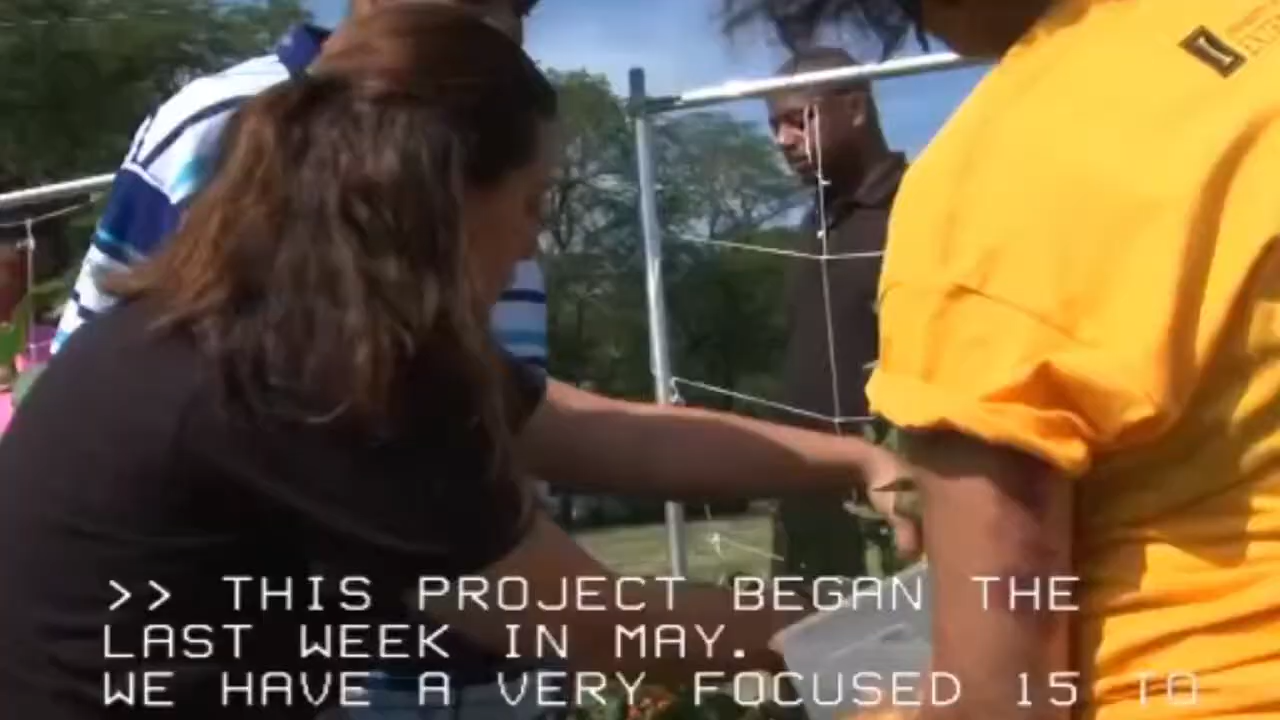 I
>> THIS PROJECT BEGAN THE
LAST WEEK IN MAY.
WE HAVE A VERY FOCUSED 15 TO